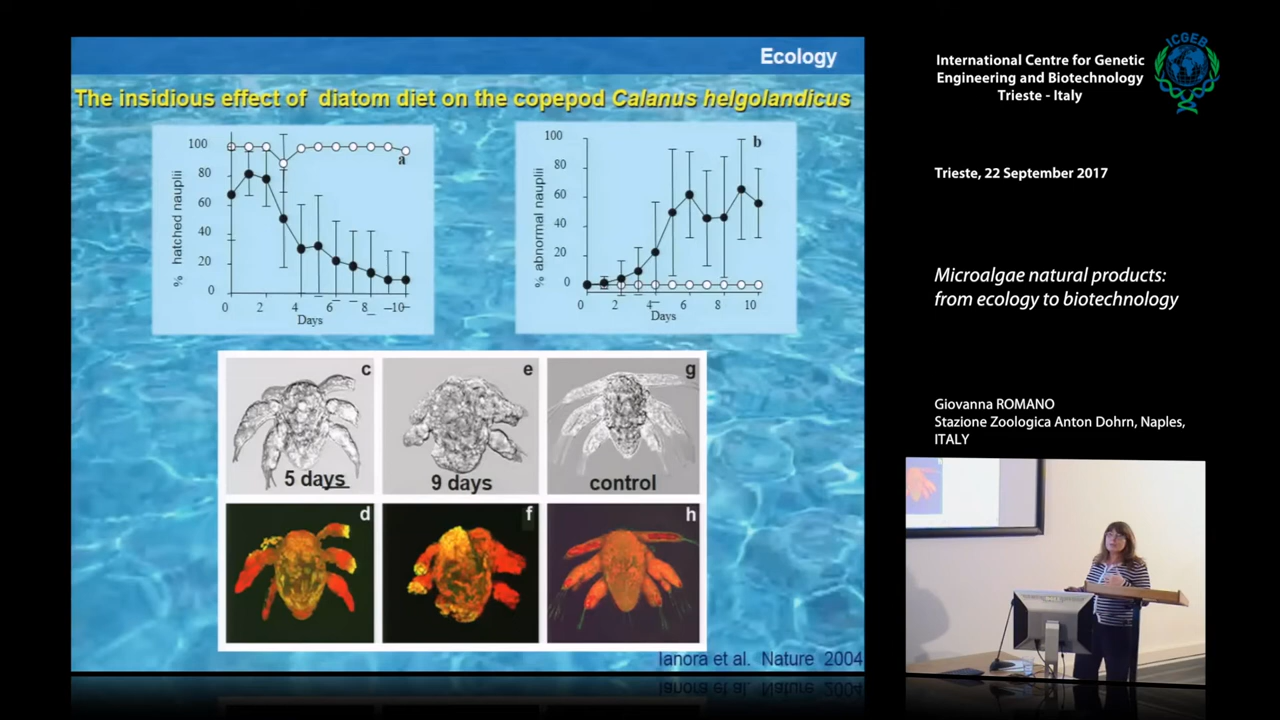 Ecology
The insidious effect of diatom diet on the copepod Calanus helgolandicus
% hatched nauplii
100
80
60
40
20
0
a
0 2 4 6 8 10
Days
% abnormal nauplii
100
80
60
40
20
0
b
0 2 4 6 8 10
Days
c
5 days
e
9 days
g
control
d
f
h
Ianora et al. Nature 2004
International Centre for Genetic
Engineering and Biotechnology
Trieste - Italy
ICGEB
Trieste, 22 September 2017
Microalgae natural products:
from ecology to biotechnology
Giovanna ROMANO
Stazione Zoologica Anton Dohrn, Naples,
ITALY